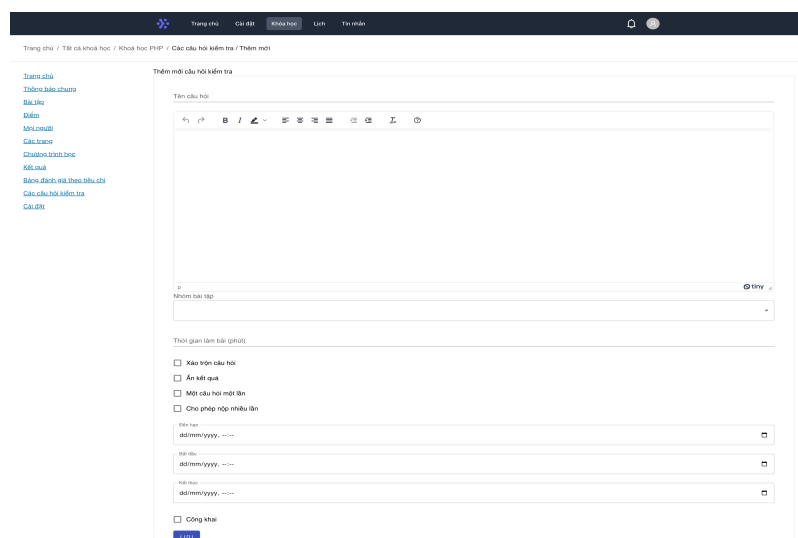 Trang chủ Cài đặt Khóa học Lịch Tin nhắn
Trang chủ / Tất cả khoá học / Khoá học PHP / Các câu hỏi kiểm tra / Thêm mới
Thêm mới câu hỏi kiểm tra
Trang chủ
Thông báo chung
Bài tập
Điểm
Mọi người
Các trang
Chương trình học
Kết quả
Bảng đánh giá theo tiêu chí
Các câu hỏi kiểm tra
Cài đặt
Tên câu hỏi
B I
p tiny
Nhóm bài tập
Thời gian làm bài (phút)
Xáo trộn câu hỏi
Ẩn kết quả
Một câu hỏi một lần
Cho phép nộp nhiều lần
Đến hạn
dd/mm/yyyy, --:--
Bắt đầu
dd/mm/yyyy, --:--
Kết thúc
dd/mm/yyyy, --:--
Công khai
LƯU